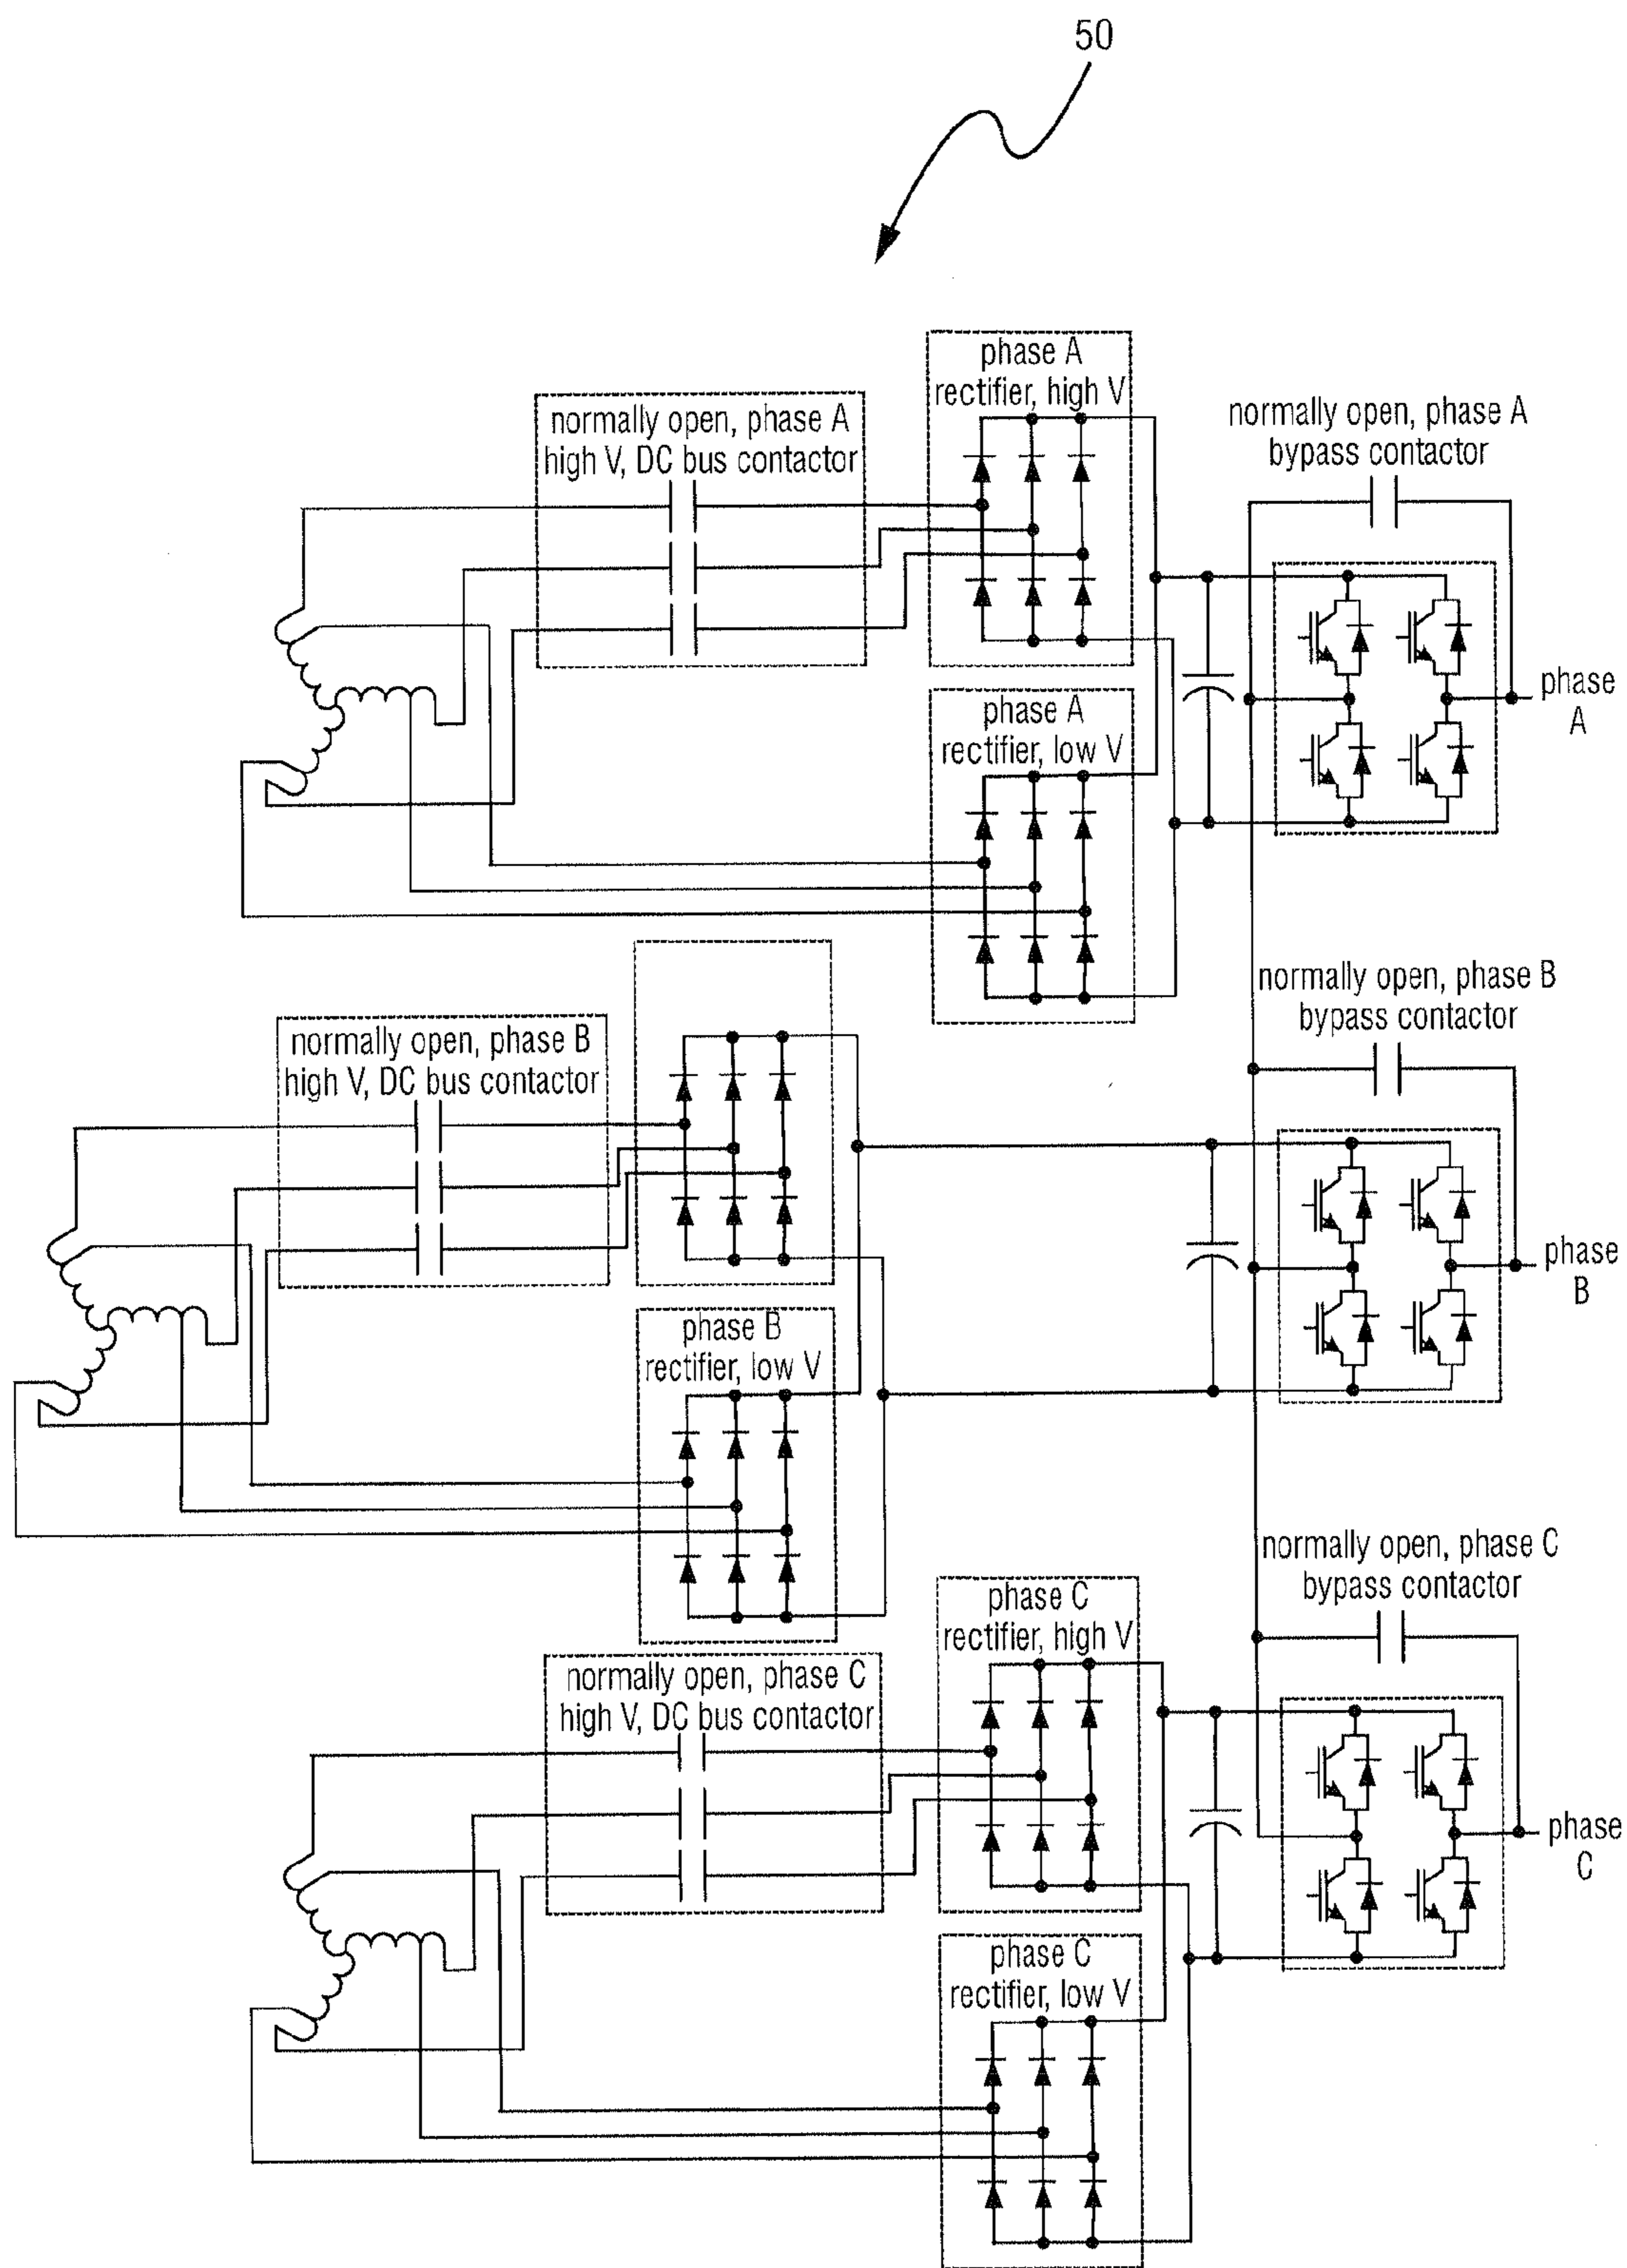 50
phase A
rectifier, high V
normally open, phase A
high V, DC bus contactor
normally open, phase A
bypass contactor
phase
A
phase A
rectifier, low V
normally open, phase B
bypass contactor
normally open, phase B
high V, DC bus contactor
phase
B
phase B
rectifier, low V
normally open, phase C
bypass contactor
phase C
rectifier, high V
normally open, phase C
high V, DC bus contactor
phase
C
phase C
rectifier, low V